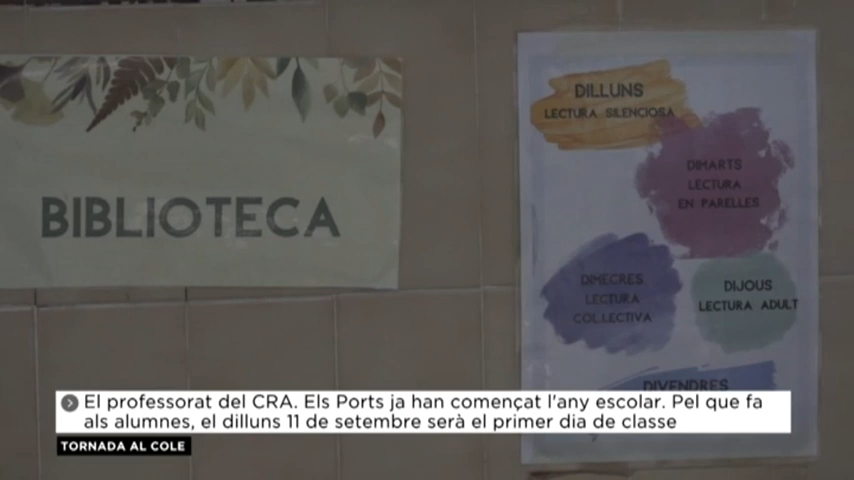 BIBLIOTECA
DILLUNS
LECTURA SILENCIOSA
DIMARTS
LECTURA
EN PARELLES
DIMECRES
LECTURA
COL.LECTIVA
DIJOUS
LECTURA ADULT
DIVENDRES
El professorat del CRA. Els Ports ja han començat l'any escolar. Pel que fa
als alumnes, el dilluns 11 de setembre serà el primer dia de classe
TORNADA AL COLE